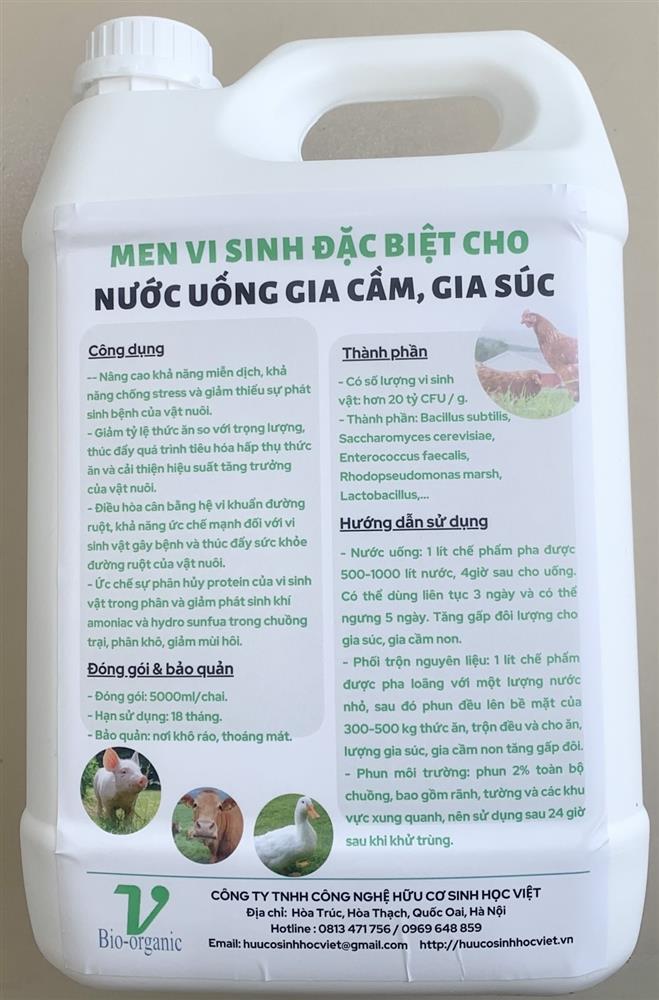 MEN VI SINH ĐẶC BIỆT CHO
NƯỚC UỐNG GIA CẦM, GIA SÚC
Công dụng
-- Nâng cao khả năng miễn dịch, khả
năng chống stress và giảm thiểu sự phát
sinh bệnh của vật nuôi.
- Giảm tỷ lệ thức ăn so với trọng lượng,
thúc đẩy quá trình tiêu hóa hấp thụ thức
ăn và cải thiện hiệu suất tăng trưởng
của vật nuôi.
- Điều hòa cân bằng hệ vi khuẩn đường
ruột, khả năng ức chế mạnh đối với vi
sinh vật gây bệnh và thúc đẩy sức khỏe
đường ruột của vật nuôi.
- Ức chế sự phân hủy protein của vi sinh
vật trong phân và giảm phát sinh khí
amoniac và hydro sunfua trong chuồng
trại, phân khô, giảm mùi hôi.
Đóng gói & bảo quản
- Đóng gói: 5000ml/chai.
- Hạn sử dụng: 18 tháng.
- Bảo quản: nơi khô ráo, thoáng mát.
Thành phần
- Có số lượng vi sinh
vật: hơn 20 tỷ CFU / g.
- Thành phần: Bacillus subtilis,
Saccharomyces cerevisiae,
Enterococcus faecalis,
Rhodopseudomonas marsh,
Lactobacillus,...
Hướng dẫn sử dụng
- Nước uống: 1 lít chế phẩm pha được
500-1000 lít nước, 4giờ sau cho uống.
Có thể dùng liên tục 3 ngày và có thể
ngưng 5 ngày. Tăng gấp đôi lượng cho
gia súc, gia cầm non.
- Phối trộn nguyên liệu: 1 lít chế phẩm
được pha loãng với một lượng nước
nhỏ, sau đó phun đều lên bề mặt của
300-500 kg thức ăn, trộn đều và cho ăn,
lượng gia súc, gia cầm non tăng gấp đôi.
- Phun môi trường: phun 2% toàn bộ
chuồng, bao gồm rãnh, tường và các khu
vực xung quanh, nên sử dụng sau 24 giờ
sau khi khử trùng.
V
Bio-organic
CÔNG TY TNHH CÔNG NGHỆ HỮU CƠ SINH HỌC VIỆT
Địa chỉ: Hòa Trúc, Hòa Thạch, Quốc Oai, Hà Nội
Hotline : 0813 471 756 / 0969 648 859
Email: huucosinhhocviet@gmail.com http://huucosinhhocviet.vn